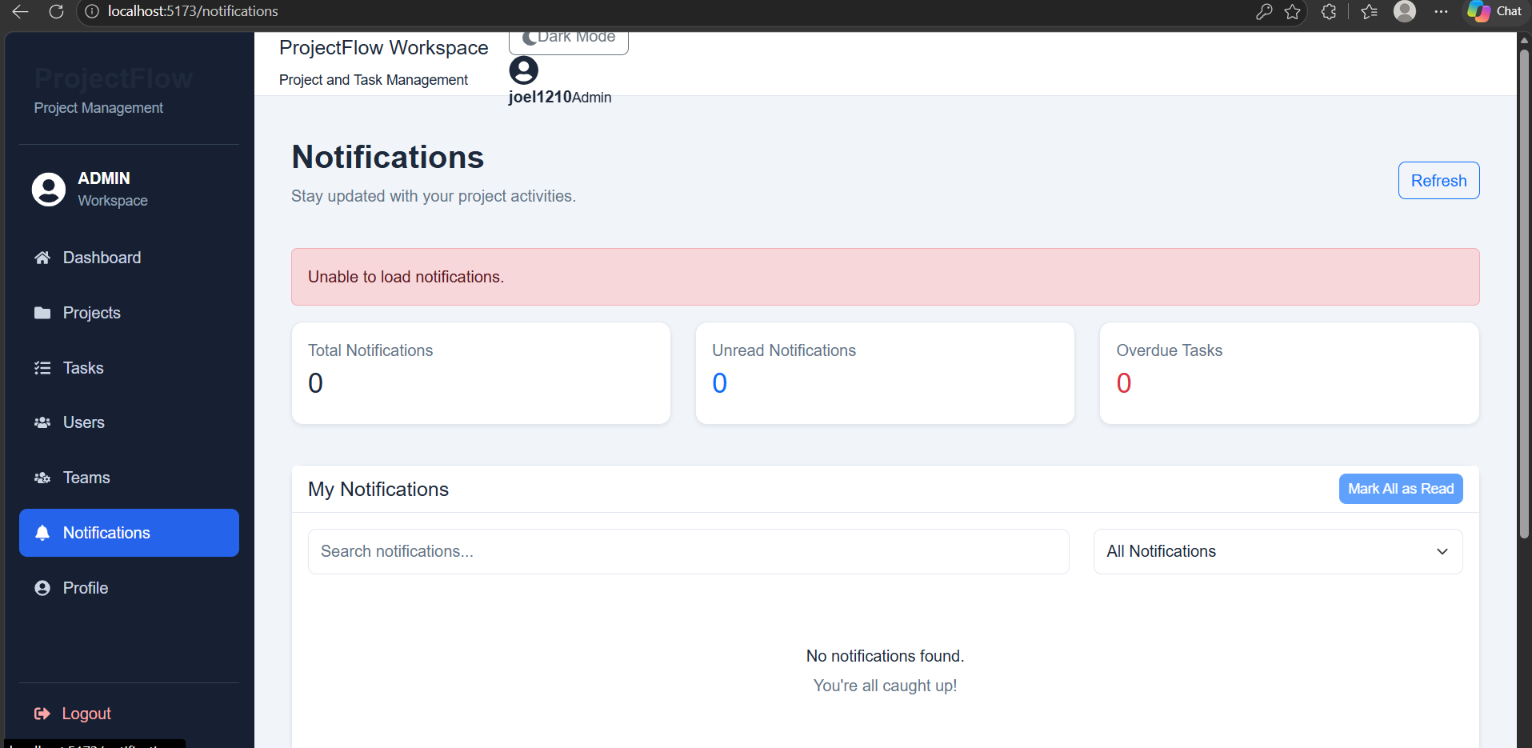 localhost:5173/notifications
Chat
ProjectFlow
Project Management
ADMIN
Workspace
Dashboard
Projects
Tasks
Users
Teams
Notifications
Profile
Logout
ProjectFlow Workspace
Project and Task Management
Dark Mode
joel1210Admin
Notifications
Stay updated with your project activities.
Refresh
Unable to load notifications.
Total Notifications
0
Unread Notifications
0
Overdue Tasks
0
My Notifications
Mark All as Read
Search notifications...
All Notifications
No notifications found.
You're all caught up!